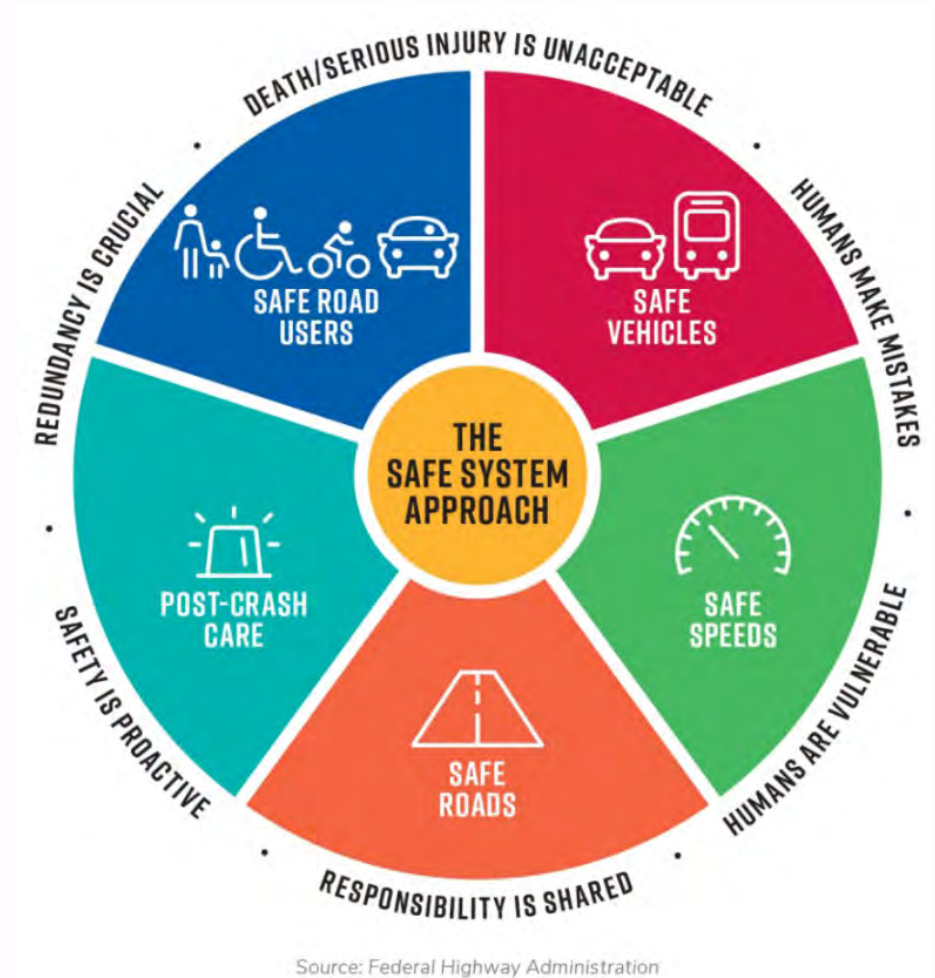 DEATH/SERIOUS INJURY IS UNACCEPTABLE
HUMANS MAKE MISTAKES
HUMANS ARE VULNERABLE
RESPONSIBILITY IS SHARED
SAFETY IS PROACTIVE
REDUNDANCY IS CRUCIAL
SAFE ROAD
USERS
SAFE
VEHICLES
THE
SAFE SYSTEM
APPROACH
POST-CRASH
CARE
SAFE
SPEEDS
SAFE
ROADS
Source: Federal Highway Administration